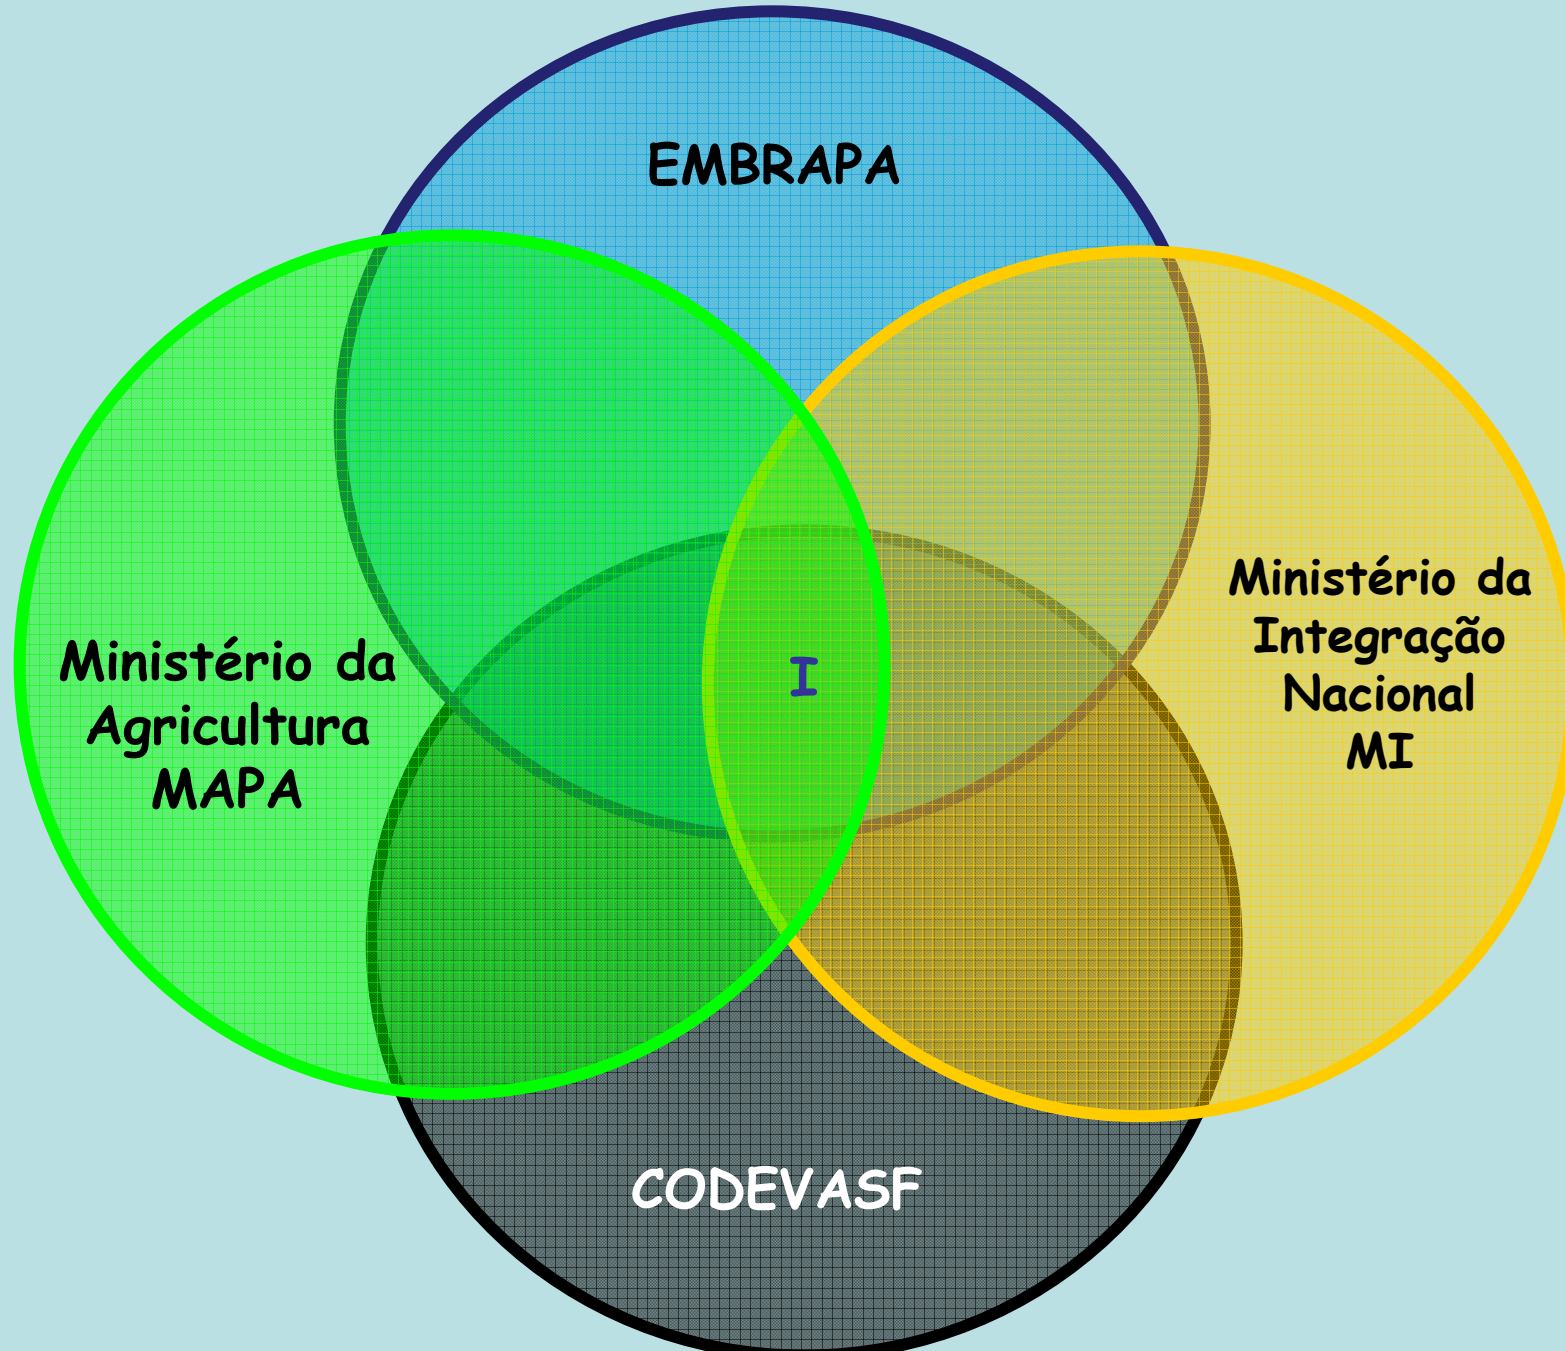 EMBRAPA
Ministério da
Agricultura
MAPA
I
Ministério da
Integração
Nacional
MI
CODEVASF